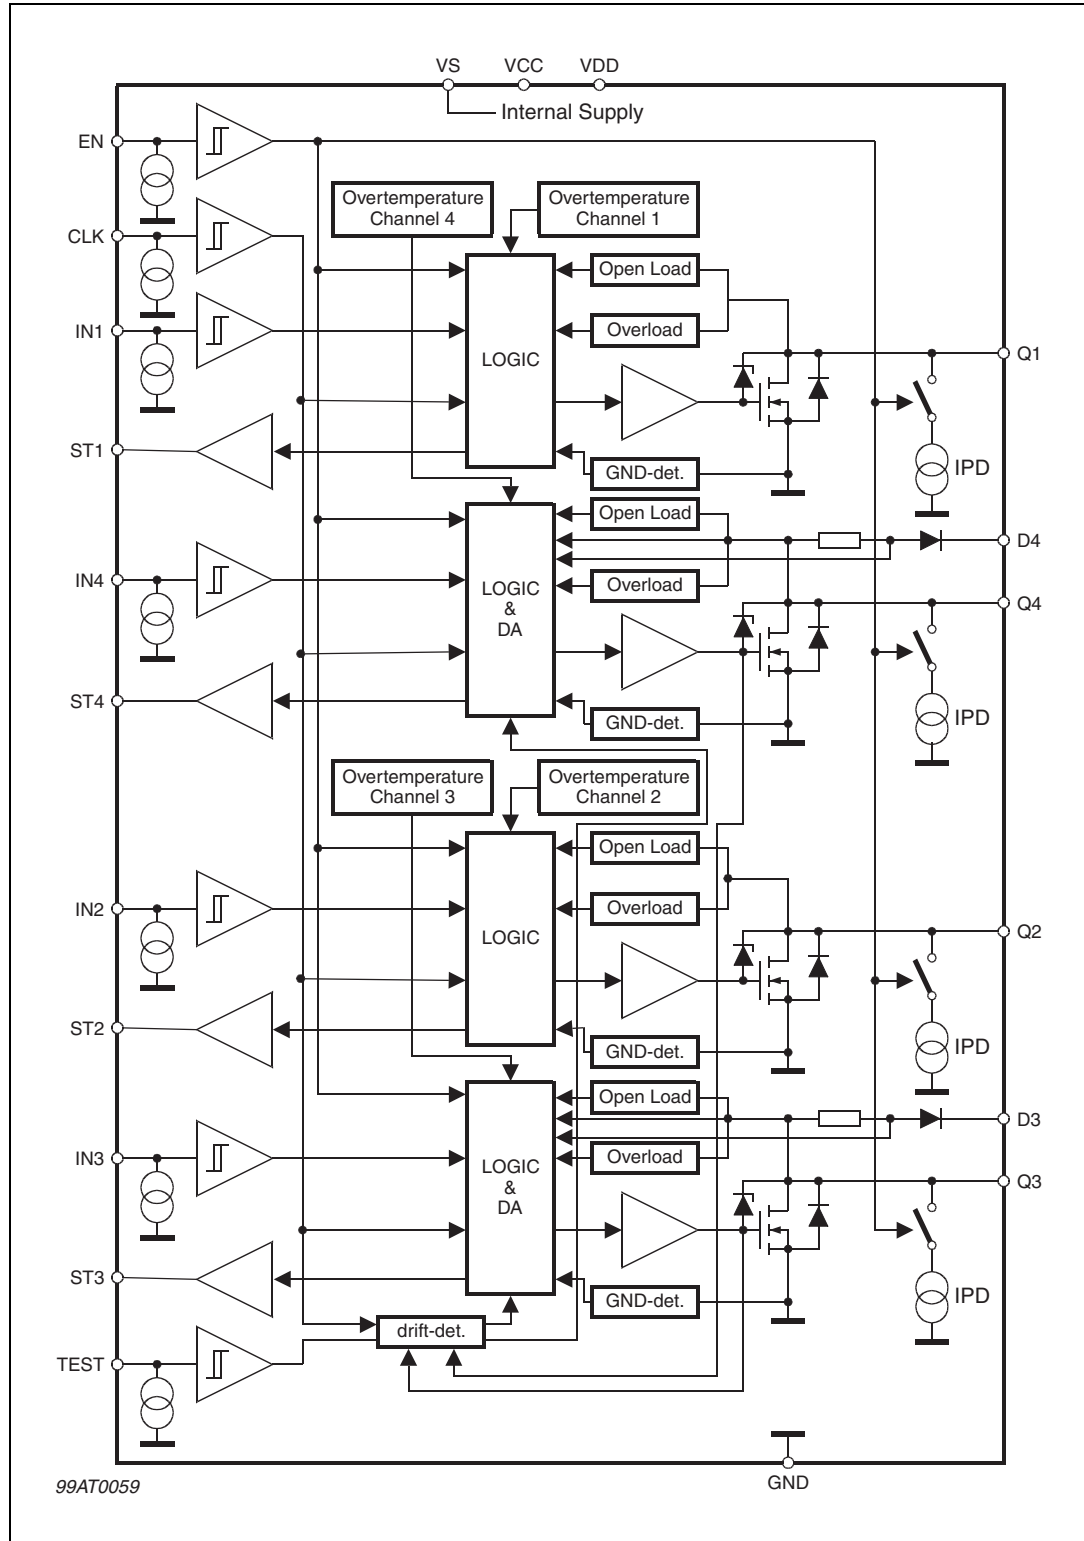 VS VCC VDD
Internal Supply
EN
Overtemperature
Channel 4
Overtemperature
Channel 1
CLK
Open Load
IN1
Overload
LOGIC
Q1
ST1
GND-det.
IPD
Open Load
D4
IN4
LOGIC
&
DA
Overload
Q4
ST4
GND-det.
IPD
Overtemperature
Channel 3
Overtemperature
Channel 2
Open Load
IN2
Overload
LOGIC
Q2
ST2
GND-det.
IPD
Open Load
D3
IN3
LOGIC
&
DA
Overload
Q3
ST3
GND-det.
IPD
drift-det.
TEST
GND
99AT0059